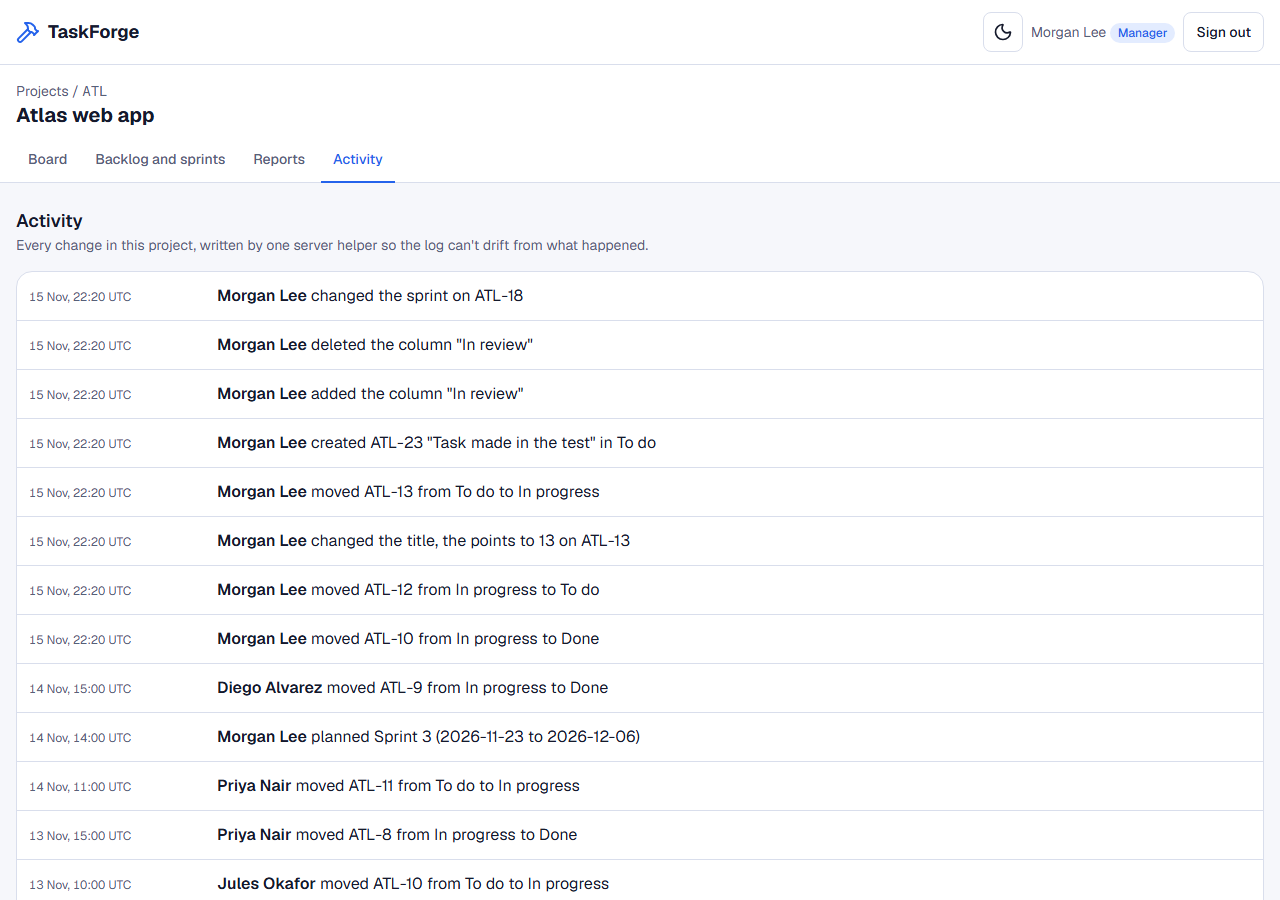 TaskForge
Morgan Lee Manager Sign out
Projects / ATL
Atlas web app
Board Backlog and sprints Reports Activity
Activity
Every change in this project, written by one server helper so the log can't drift from what happened.
15 Nov, 22:20 UTC Morgan Lee changed the sprint on ATL-18
15 Nov, 22:20 UTC Morgan Lee deleted the column "In review"
15 Nov, 22:20 UTC Morgan Lee added the column "In review"
15 Nov, 22:20 UTC Morgan Lee created ATL-23 "Task made in the test" in To do
15 Nov, 22:20 UTC Morgan Lee moved ATL-13 from To do to In progress
15 Nov, 22:20 UTC Morgan Lee changed the title, the points to 13 on ATL-13
15 Nov, 22:20 UTC Morgan Lee moved ATL-12 from In progress to To do
15 Nov, 22:20 UTC Morgan Lee moved ATL-10 from In progress to Done
14 Nov, 15:00 UTC Diego Alvarez moved ATL-9 from In progress to Done
14 Nov, 14:00 UTC Morgan Lee planned Sprint 3 (2026-11-23 to 2026-12-06)
14 Nov, 11:00 UTC Priya Nair moved ATL-11 from To do to In progress
13 Nov, 15:00 UTC Priya Nair moved ATL-8 from In progress to Done
13 Nov, 10:00 UTC Jules Okafor moved ATL-10 from To do to In progress